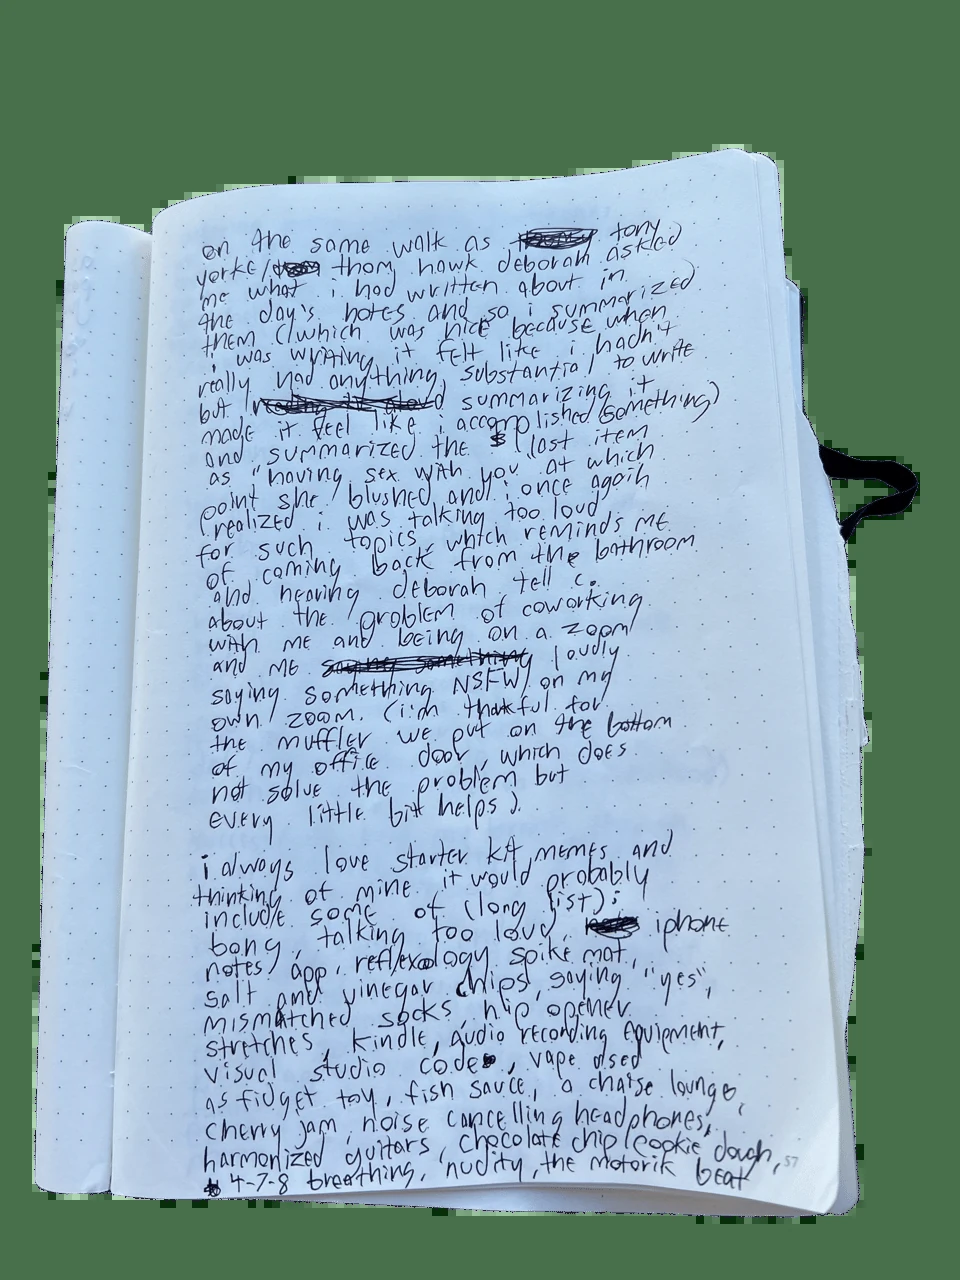 on the same walk as tony
yorke / thom hawk deborah asked
me what i had written about in
the day's notes and so i summarized
them (which was nice because when
i was writing it felt like i hadn't
really had anything substantial to write
but summarizing it
made it feel like i accomplished something)
and summarized the last item
as "having sex with you" at which
point she blushed and i once again
realized i was talking too loud
for such topics, which reminds me
of coming back from the bathroom
and hearing deborah tell c.
about the problem of coworking
with me and being on a zoom
and me loudly
saying something NSFW on my
own zoom. (i'm thankful for
the muffler we put on the bottom
of my office door, which does
not solve the problem but
every little bit helps).
i always love starter kit memes and
thinking of mine it would probably
include some of (long list):
bong, talking too loud, iphone
notes app, reflexology spike mat,
salt and vinegar chips, saying "yes",
mismatched socks, hip opener
stretches, kindle, audio recording equipment,
visual studio code, vape used
as fidget toy, fish sauce, a chaise lounge,
cherry jam, noise cancelling headphones,
harmonized guitars, chocolate chip cookie dough,
4-7-8 breathing, nudity, the motorik beat
57